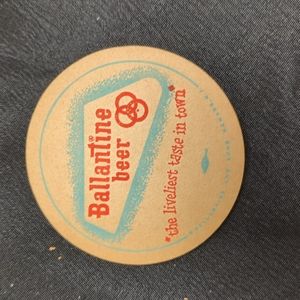 Ballantine
beer
"the liveliest taste in town"